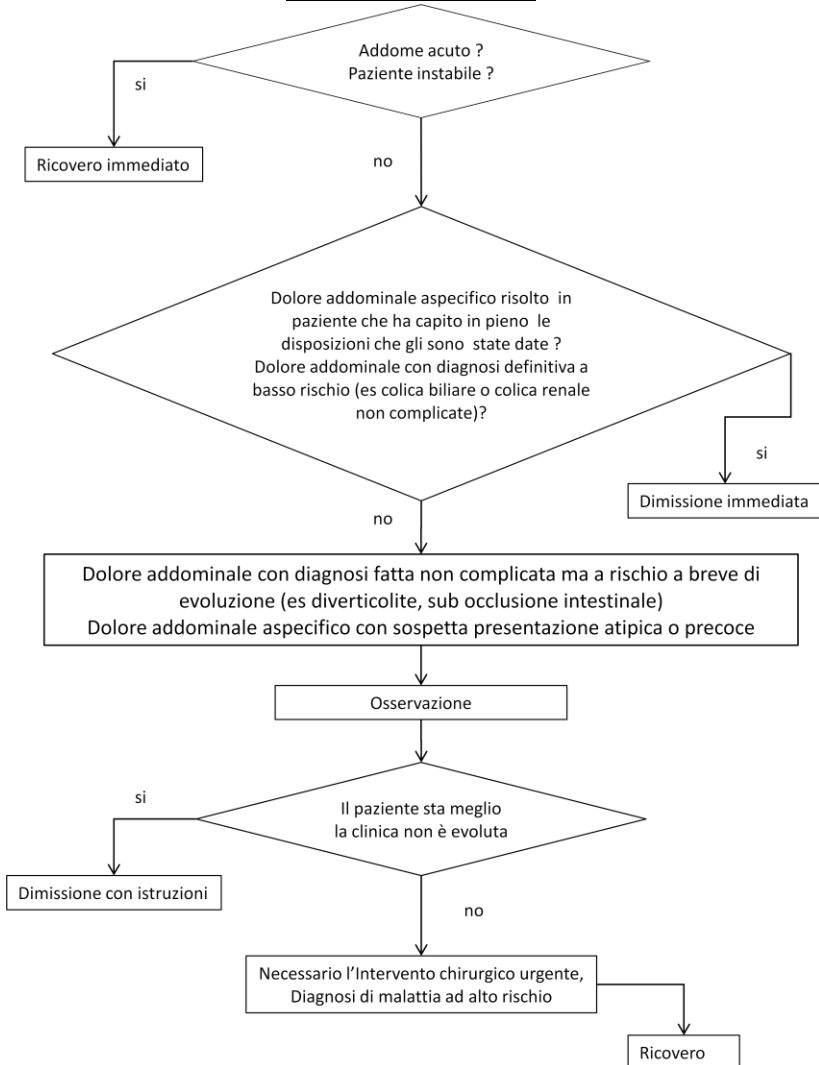 Addome acuto ?
Paziente instabile ?
si
Ricovero immediato
no
Dolore addominale aspecifico risolto in
paziente che ha capito in pieno le
disposizioni che gli sono state date ?
Dolore addominale con diagnosi definitiva a
basso rischio (es colica biliare o colica renale
non complicate)?
si
Dimissione immediata
no
Dolore addominale con diagnosi fatta non complicata ma a rischio a breve di
evoluzione (es diverticolite, sub occlusione intestinale)
Dolore addominale aspecifico con sospetta presentazione atipica o precoce
Osservazione
si
Il paziente sta meglio
la clinica non è evoluta
Dimissione con istruzioni
no
Necessario l’Intervento chirurgico urgente,
Diagnosi di malattia ad alto rischio
Ricovero